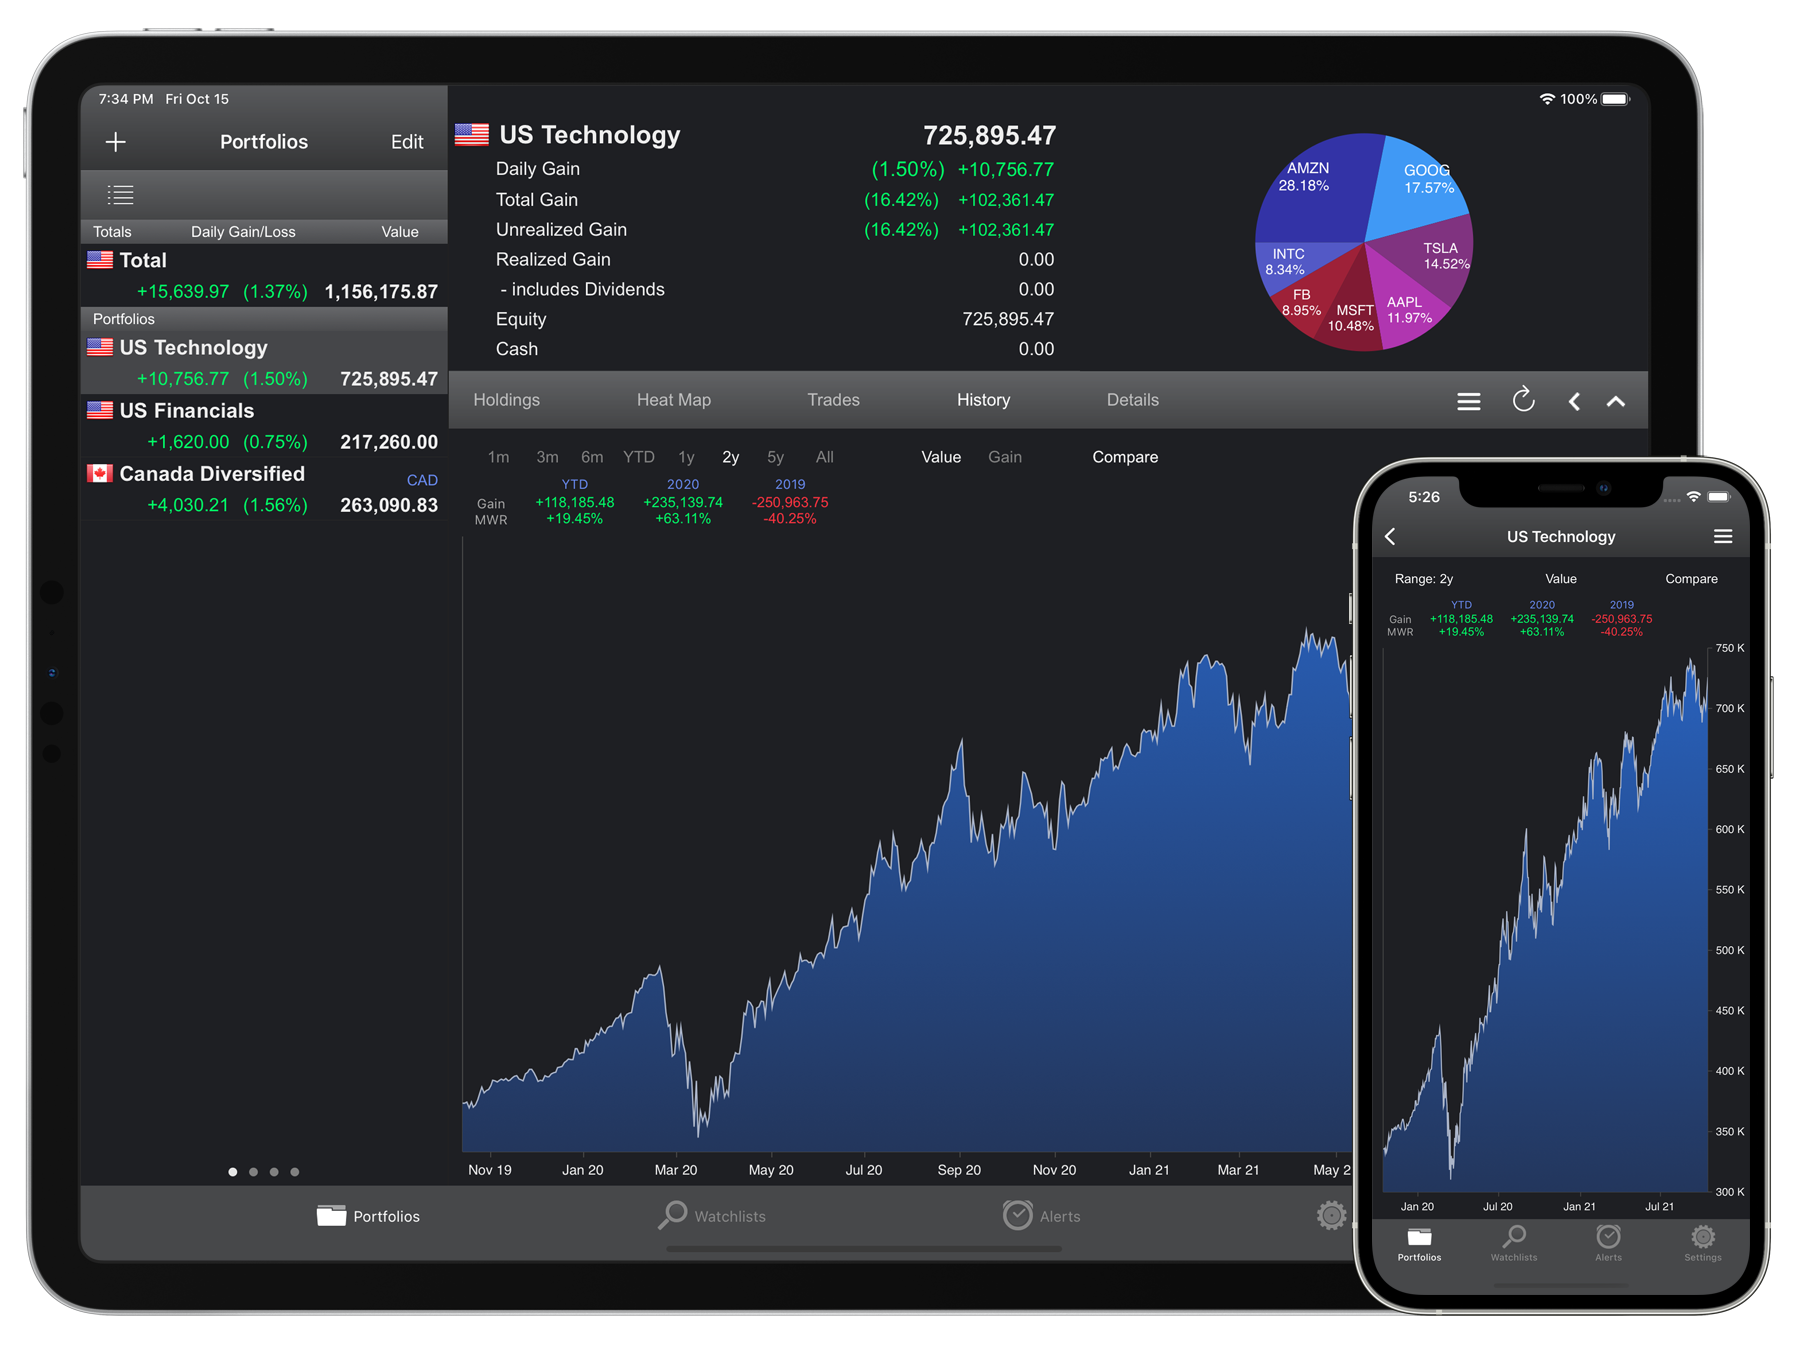 7:34 PM Fri Oct 15
100%
Portfolios
Edit
Totals Daily Gain/Loss Value
Total
+15,639.97 (1.37%) 1,156,175.87
Portfolios
US Technology
+10,756.77 (1.50%) 725,895.47
US Financials
+1,620.00 (0.75%) 217,260.00
Canada Diversified CAD
+4,030.21 (1.56%) 263,090.83
US Technology 725,895.47
Daily Gain (1.50%) +10,756.77
Total Gain (16.42%) +102,361.47
Unrealized Gain (16.42%) +102,361.47
Realized Gain 0.00
- includes Dividends 0.00
Equity 725,895.47
Cash 0.00
AMZN
28.18%
GOOG
17.57%
TSLA
14.52%
AAPL
11.97%
MSFT
10.48%
FB
8.95%
INTC
8.34%
Holdings Heat Map Trades History Details
1m 3m 6m YTD 1y 2y 5y All Value Gain Compare
YTD 2020 2019
Gain +118,185.48 +235,139.74 -250,963.75
MWR +19.45% +63.11% -40.25%
Nov 19 Jan 20 Mar 20 May 20 Jul 20 Sep 20 Nov 20 Jan 21 Mar 21 May 2
Portfolios Watchlists Alerts
5:26
US Technology
Range: 2y Value Compare
YTD 2020 2019
Gain +118,185.48 +235,139.74 -250,963.75
MWR +19.45% +63.11% -40.25%
750 K
700 K
650 K
600 K
550 K
500 K
450 K
400 K
350 K
300 K
Jan 20 Jul 20 Jan 21 Jul 21
Portfolios Watchlists Alerts Settings